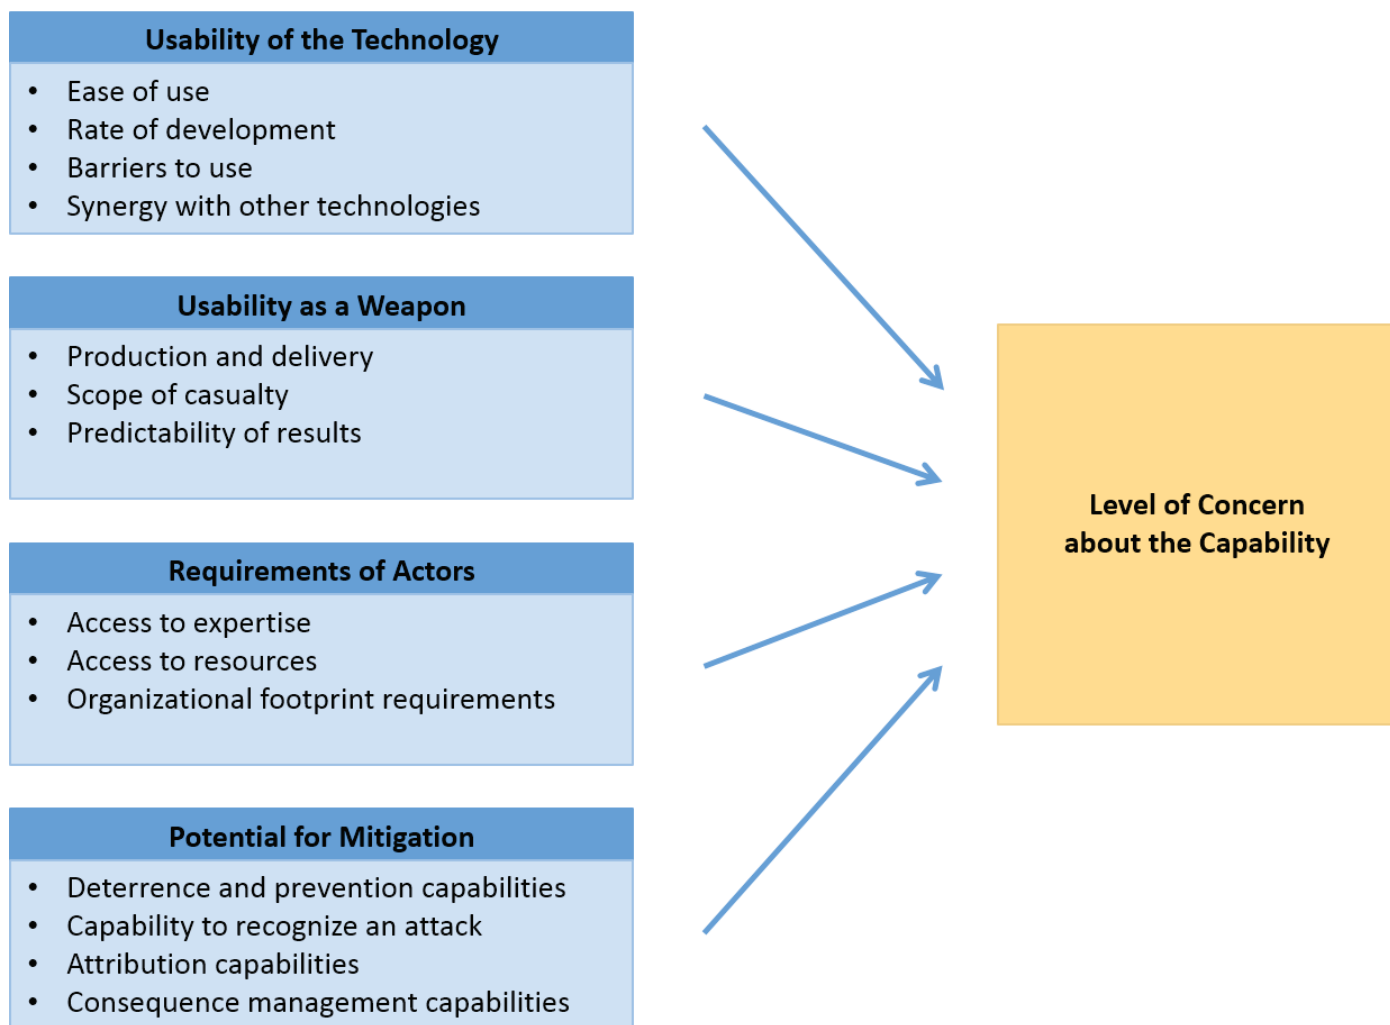 Usability of the Technology
• Ease of use
• Rate of development
• Barriers to use
• Synergy with other technologies
Usability as a Weapon
• Production and delivery
• Scope of casualty
• Predictability of results
Requirements of Actors
• Access to expertise
• Access to resources
• Organizational footprint requirements
Potential for Mitigation
• Deterrence and prevention capabilities
• Capability to recognize an attack
• Attribution capabilities
• Consequence management capabilities
Level of Concern
about the Capability